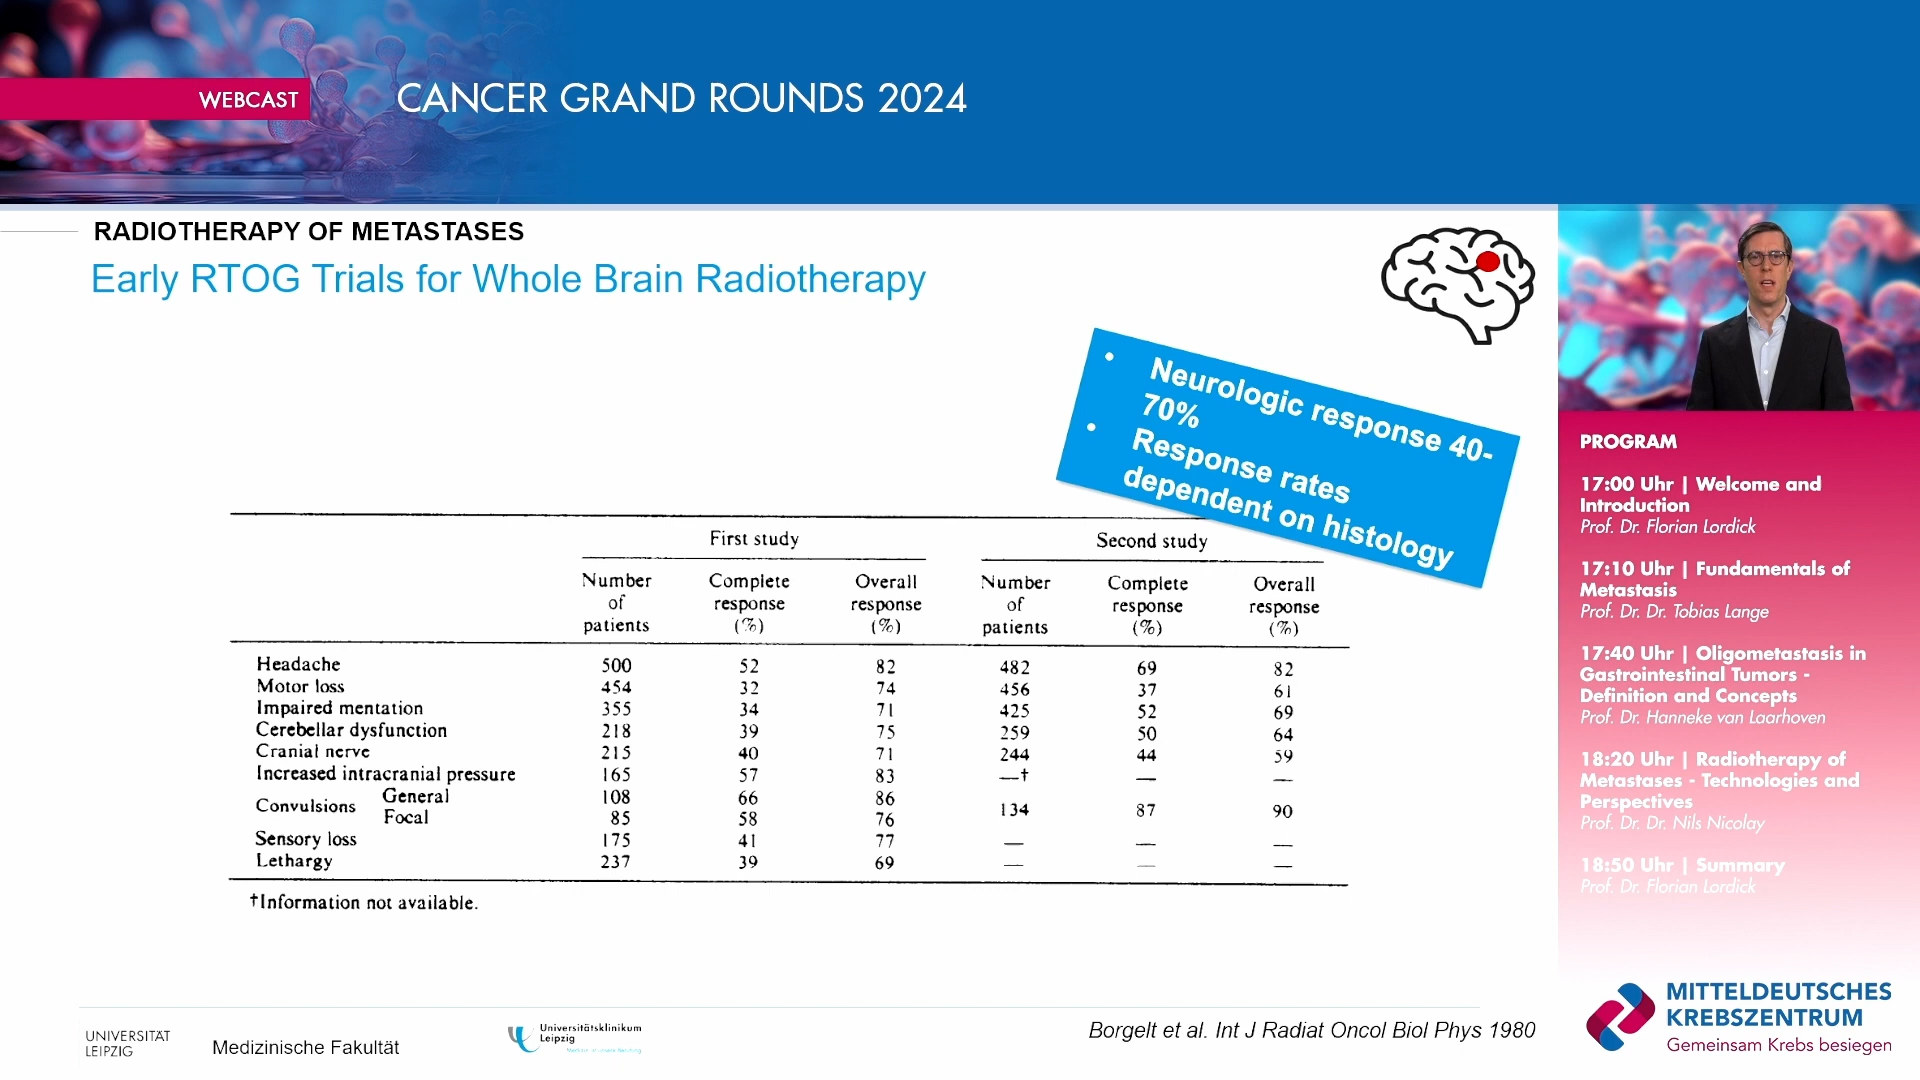 WEBCAST
CANCER GRAND ROUNDS 2024
RADIOTHERAPY OF METASTASES
Early RTOG Trials for Whole Brain Radiotherapy
• Neurologic response 40-
70%
• Response rates
dependent on histology
First study Second study
Number Complete Overall Number Complete Overall
of response response of response response
patients (%) (%) patients (%) (%)
Headache 500 52 82 482 69 82
Motor loss 454 32 74 456 37 61
Impaired mentation 355 34 71 425 52 69
Cerebellar dysfunction 218 39 75 259 50 64
Cranial nerve 215 40 71 244 44 59
Increased intracranial pressure 165 57 83 —† — —
Convulsions General 108 66 86 134 87 90
Focal 85 58 76
Sensory loss 175 41 77 — — —
Lethargy 237 39 69 — — —
†Information not available.
Borgelt et al. Int J Radiat Oncol Biol Phys 1980
UNIVERSITÄT
LEIPZIG
Medizinische Fakultät
Universitätsklinikum
Leipzig
PROGRAM
17:00 Uhr | Welcome and
Introduction
Prof. Dr. Florian Lordick
17:10 Uhr | Fundamentals of
Metastasis
Prof. Dr. Dr. Tobias Lange
17:40 Uhr | Oligometastasis in
Gastrointestinal Tumors -
Definition and Concepts
Prof. Dr. Hanneke van Laarhoven
18:20 Uhr | Radiotherapy of
Metastases - Technologies and
Perspectives
Prof. Dr. Dr. Nils Nicolay
18:50 Uhr | Summary
Prof. Dr. Florian Lordick
MITTELDEUTSCHES
KREBSZENTRUM
Gemeinsam Krebs besiegen